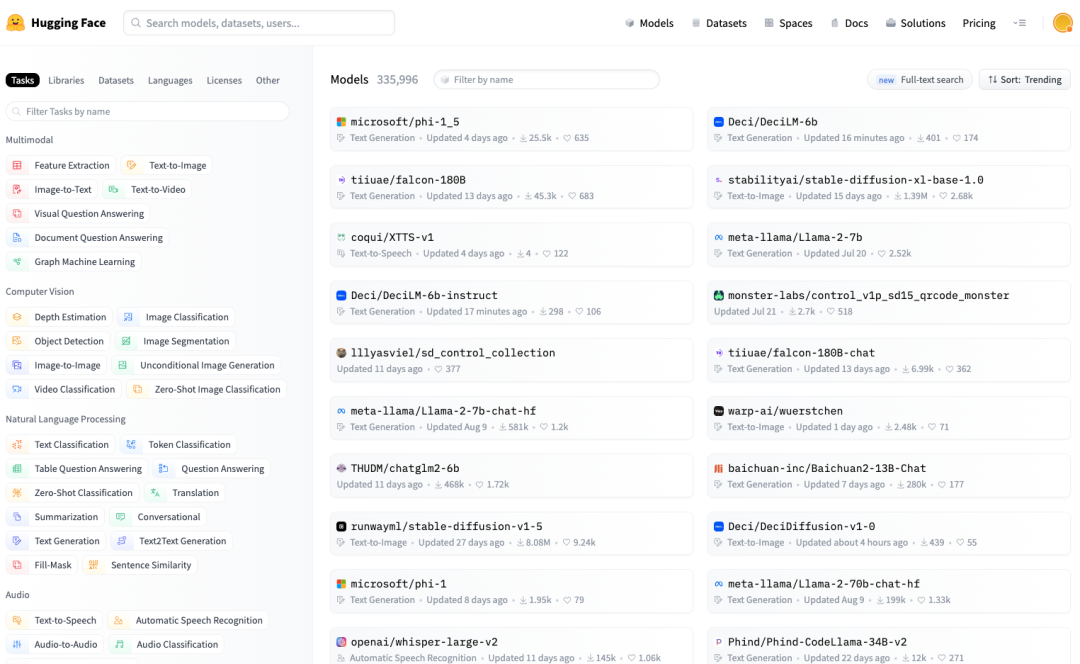 Hugging Face
Search models, datasets, users...
Models
Datasets
Spaces
Docs
Solutions
Pricing
Tasks
Libraries
Datasets
Languages
Licenses
Other
Filter Tasks by name
Multimodal
Feature Extraction
Text-to-Image
Image-to-Text
Text-to-Video
Visual Question Answering
Document Question Answering
Graph Machine Learning
Computer Vision
Depth Estimation
Image Classification
Object Detection
Image Segmentation
Image-to-Image
Unconditional Image Generation
Video Classification
Zero-Shot Image Classification
Natural Language Processing
Text Classification
Token Classification
Table Question Answering
Question Answering
Zero-Shot Classification
Translation
Summarization
Conversational
Text Generation
Text2Text Generation
Fill-Mask
Sentence Similarity
Audio
Text-to-Speech
Automatic Speech Recognition
Audio-to-Audio
Audio Classification
Models 335,996
Filter by name
new Full-text search
Sort: Trending
microsoft/phi-1_5
Text Generation • Updated 4 days ago • 25.5k • 635
Deci/DeciLM-6b
Text Generation • Updated 16 minutes ago • 401 • 174
tiiuae/falcon-180B
Text Generation • Updated 13 days ago • 45.3k • 683
stabilityai/stable-diffusion-xl-base-1.0
Text-to-Image • Updated 15 days ago • 1.39M • 2.68k
coqui/XTTS-v1
Text-to-Speech • Updated 4 days ago • 4 • 122
meta-llama/Llama-2-7b
Text Generation • Updated Jul 20 • 2.52k
Deci/DeciLM-6b-instruct
Text Generation • Updated 17 minutes ago • 298 • 106
monster-labs/control_v1p_sd15_qrcode_monster
Updated Jul 21 • 2.7k • 518
lllyasviel/sd_control_collection
Updated 11 days ago • 377
tiiuae/falcon-180B-chat
Text Generation • Updated 13 days ago • 6.99k • 362
meta-llama/Llama-2-7b-chat-hf
Text Generation • Updated Aug 9 • 581k • 1.2k
warp-ai/wuerstchen
Text-to-Image • Updated 1 day ago • 2.48k • 71
THUDM/chatglm2-6b
Updated 11 days ago • 468k • 1.72k
baichuan-inc/Baichuan2-13B-Chat
Text Generation • Updated 7 days ago • 280k • 177
runwayml/stable-diffusion-v1-5
Text-to-Image • Updated 27 days ago • 8.08M • 9.24k
Deci/DeciDiffusion-v1-0
Text-to-Image • Updated about 4 hours ago • 439 • 55
microsoft/phi-1
Text Generation • Updated 8 days ago • 1.95k • 79
meta-llama/Llama-2-70b-chat-hf
Text Generation • Updated Aug 9 • 199k • 1.33k
openai/whisper-large-v2
Automatic Speech Recognition • Updated 11 days ago • 145k • 1.06k
Phind/Phind-CodeLlama-34B-v2
Text Generation • Updated 22 days ago • 12k • 271